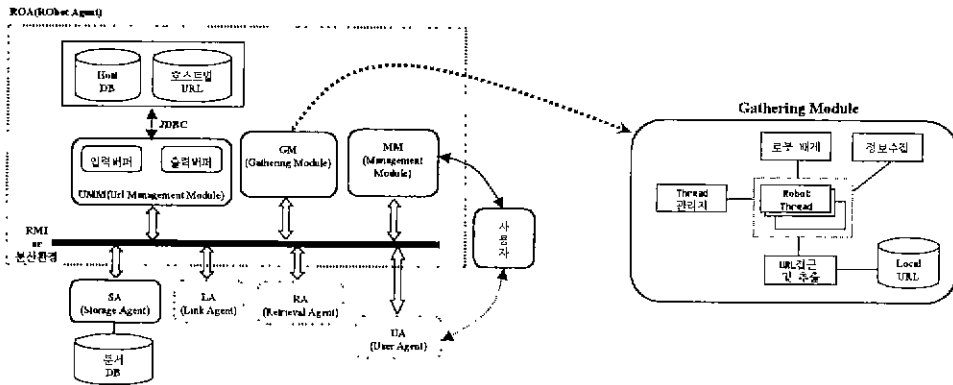 ROA(RObot Agent)
Host
DB
호스트별
URL
JDBC
입력버퍼
출력버퍼
UMM(Url Management Module)
GM
(Gathering Module)
MM
(Management
Module)
RMI
or
분산환경
사용자
SA
(Storage Agent)
LA
(Link Agent)
RA
(Retrieval Agent)
UA
(User Agent)
문서
DB
Gathering Module
로봇 배제
정보수집
Thread
관리자
Robot
Thread
URL접근
및 추출
Local
URL